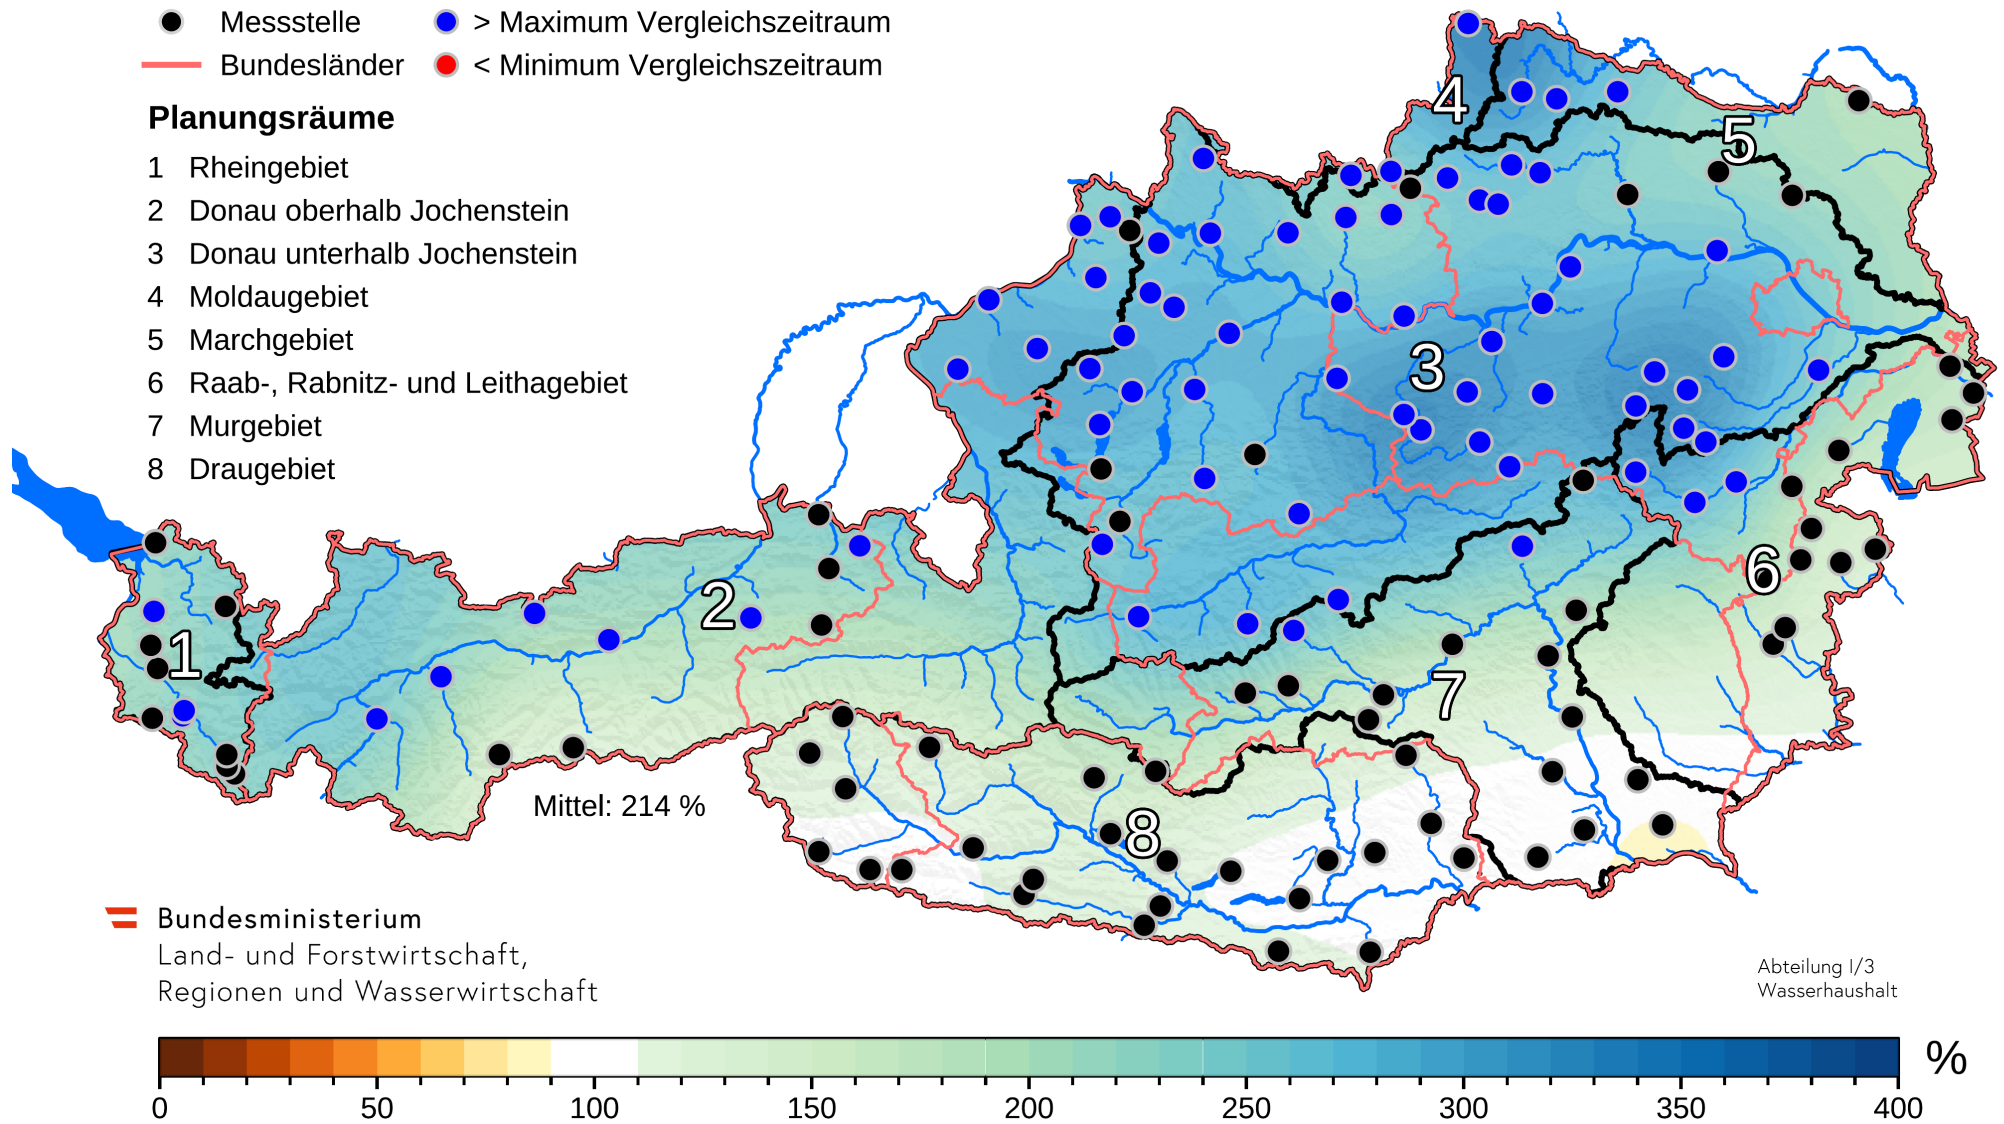 Messstelle
> Maximum Vergleichszeitraum
Bundesländer
< Minimum Vergleichszeitraum
Planungsräume
1 Rheingebiet
2 Donau oberhalb Jochenstein
3 Donau unterhalb Jochenstein
4 Moldaugebiet
5 Marchgebiet
6 Raab-, Rabnitz- und Leithagebiet
7 Murgebiet
8 Draugebiet
4
5
3
6
2
1
7
8
Mittel: 214 %
Bundesministerium
Land- und Forstwirtschaft,
Regionen und Wasserwirtschaft
Abteilung I/3
Wasserhaushalt
%
0 50 100 150 200 250 300 350 400